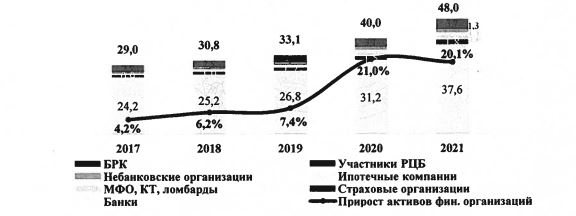 48,0
40,0
33,1
30,8
29,0
1,3
21,0%
20,1%
24,2
25,2
26,8
31,2
37,6
4,2%
6,2%
7,4%
2017
2018
2019
2020
2021
БРК
Участники РЦБ
Небанковские организации
Ипотечные компании
МФО, КТ, ломбарды
Страховые организации
Банки
Прирост активов фин. организаций